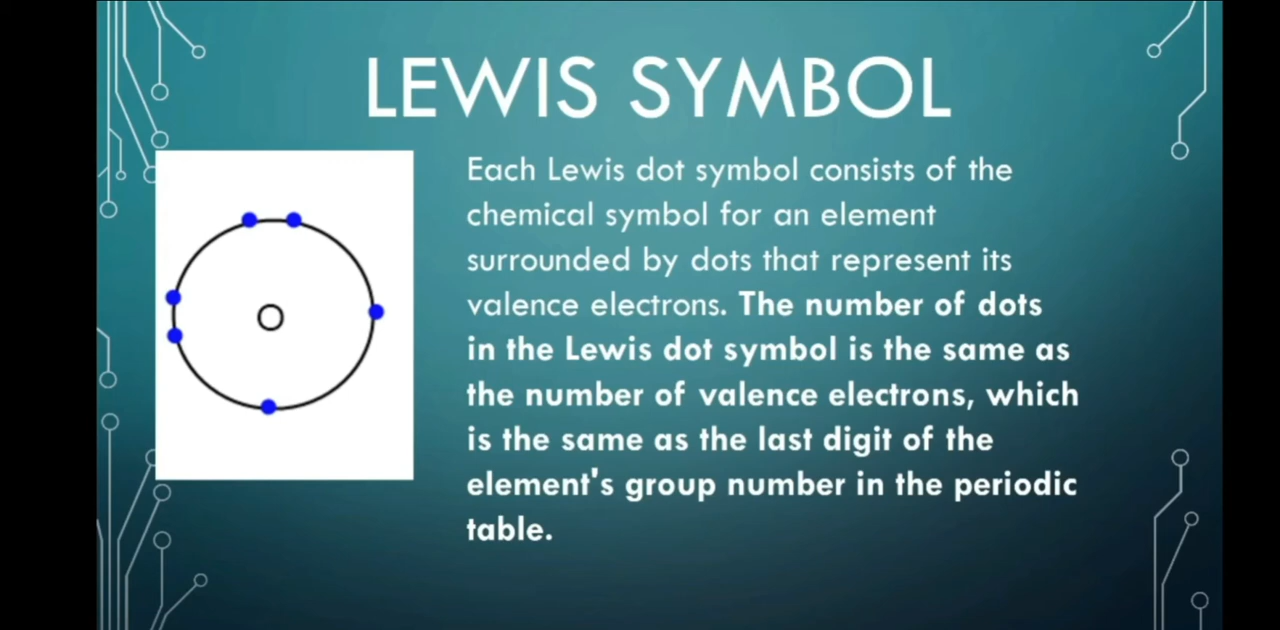 LEWIS SYMBOL
O
Each Lewis dot symbol consists of the
chemical symbol for an element
surrounded by dots that represent its
valence electrons. The number of dots
in the Lewis dot symbol is the same as
the number of valence electrons, which
is the same as the last digit of the
element's group number in the periodic
table.